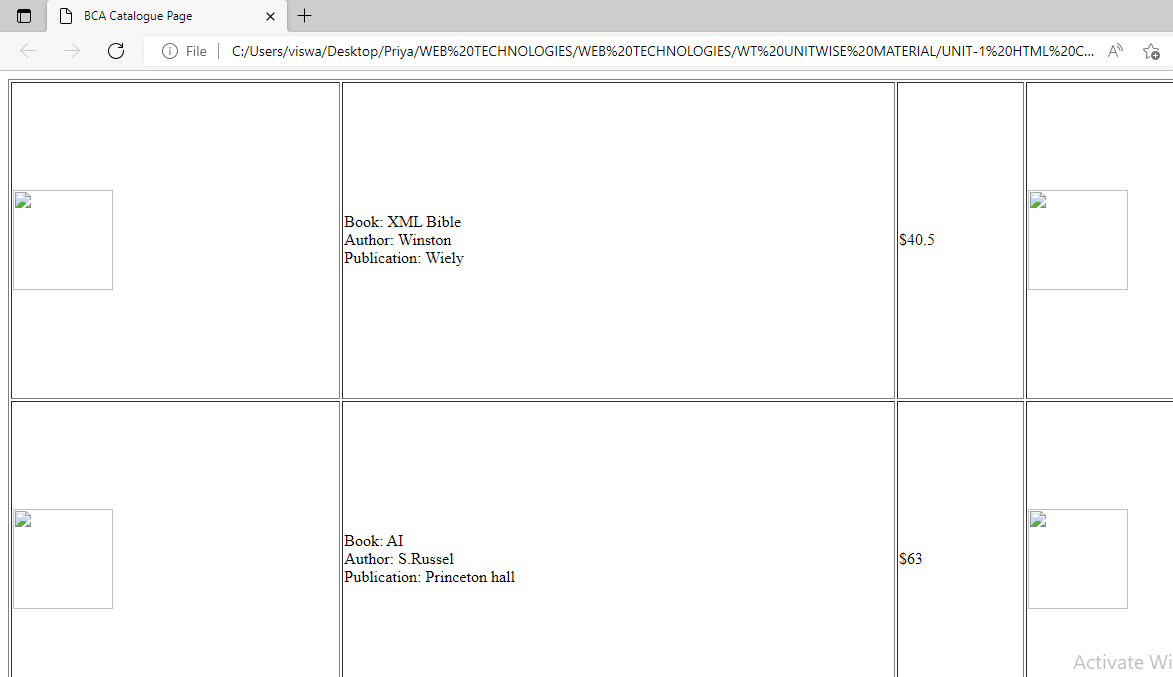 BCA Catalogue Page
File
C:/Users/viswa/Desktop/Priya/WEB%20TECHNOLOGIES/WEB%20TECHNOLOGIES/WT%20UNITWISE%20MATERIAL/UNIT-1%20HTML%20C...
Book: XML Bible
Author: Winston
Publication: Wiely
$40.5
Book: AI
Author: S.Russel
Publication: Princeton hall
$63
Activate Wi